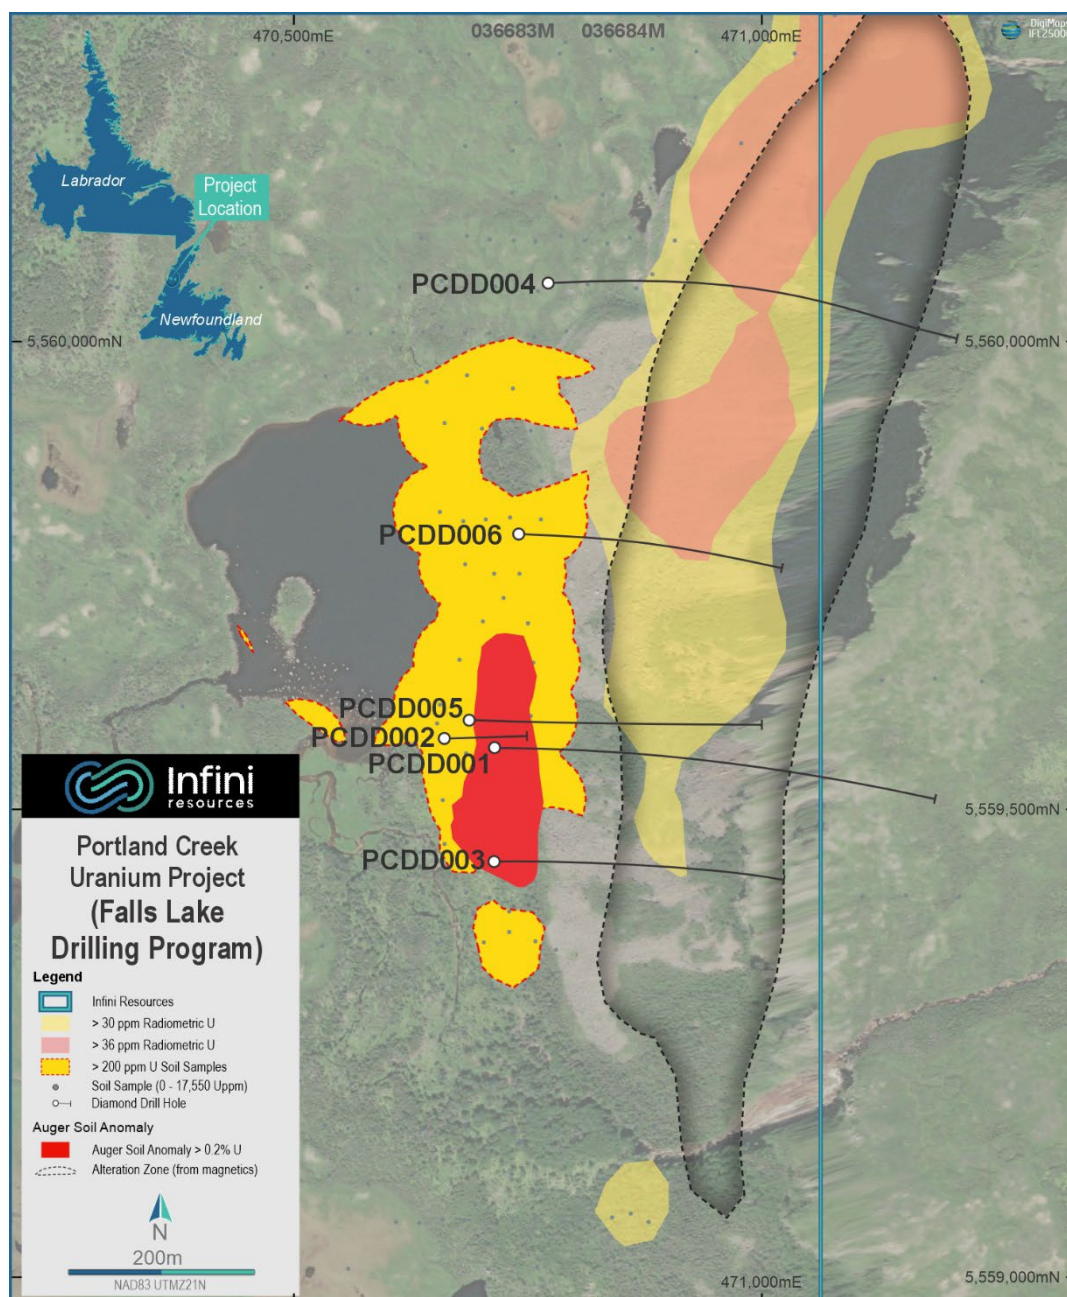 470,500mE
036683M
036684M
471,000mE
DigiMaps
Labrador
Project
Location
Newfoundland
PCDD004
5,560,000mN
5,560,000mN
PCDD006
PCDD005
PCDD002
PCDD001
5,559,500mN
PCDD003
Infini
resources
Portland Creek
Uranium Project
(Falls Lake
Drilling Program)
Legend
Infini Resources
> 30 ppm Radiometric U
> 36 ppm Radiometric U
> 200 ppm U Soil Samples
Soil Sample (0 - 17,550 Uppm)
Diamond Drill Hole
Auger Soil Anomaly
Auger Soil Anomaly > 0.2% U
Alteration Zone (from magnetics)
N
200m
NAD83 UTMZ21N
471,000mE
5,559,000mN